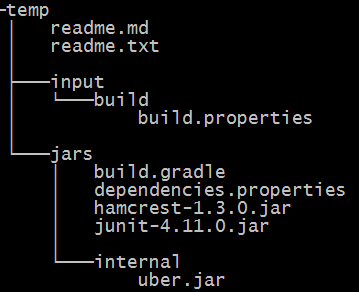 temp
readme.md
readme.txt
input
build
build.properties
jars
build.gradle
dependencies.properties
hamcrest-1.3.0.jar
junit-4.11.0.jar
internal
uber.jar